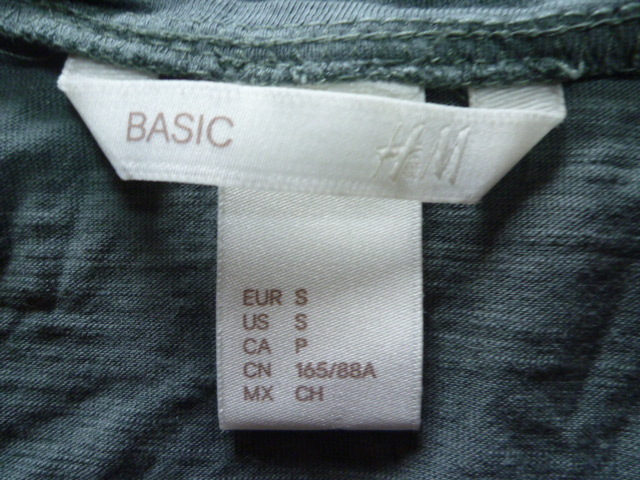 BASIC H&M
EUR S
US S
CA P
CN 165/88A
MX CH